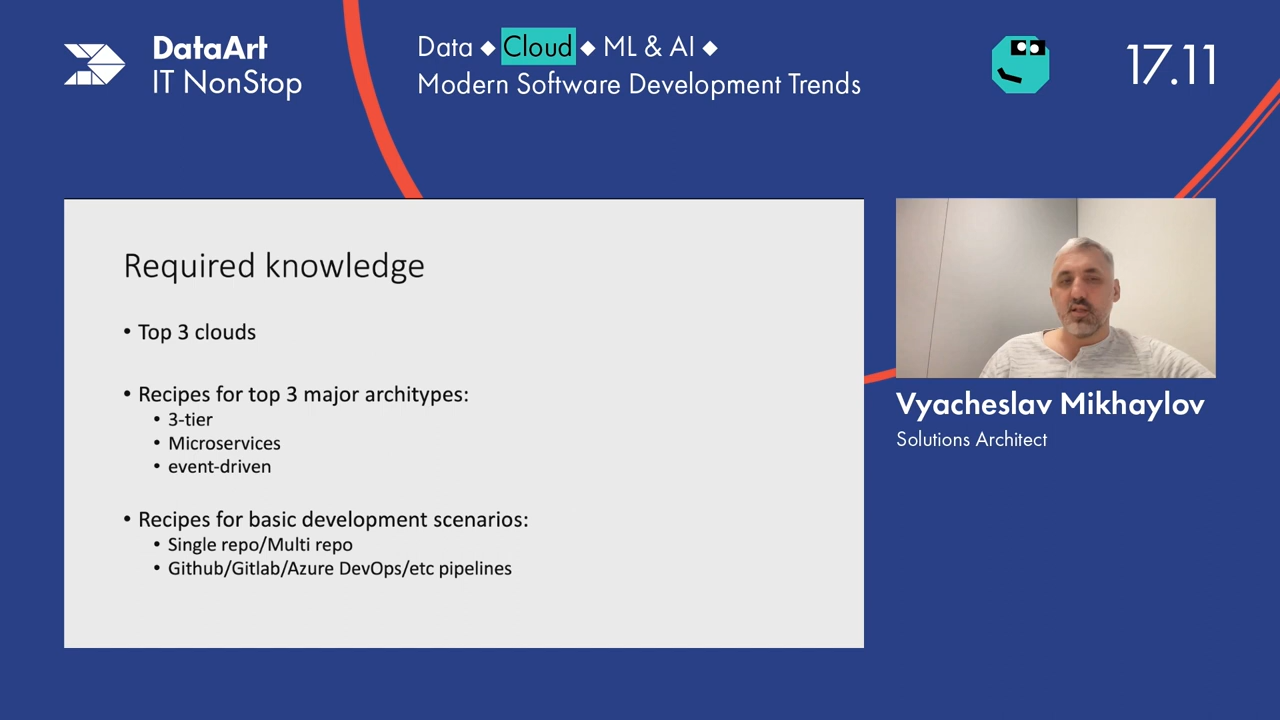 DataArt
IT NonStop
Data ◆ Cloud ◆ ML & AI ◆
Modern Software Development Trends
17.11
Required knowledge
• Top 3 clouds
• Recipes for top 3 major architypes:
• 3-tier
• Microservices
• event-driven
• Recipes for basic development scenarios:
• Single repo/Multi repo
• Github/Gitlab/Azure DevOps/etc pipelines
Vyacheslav Mikhaylov
Solutions Architect